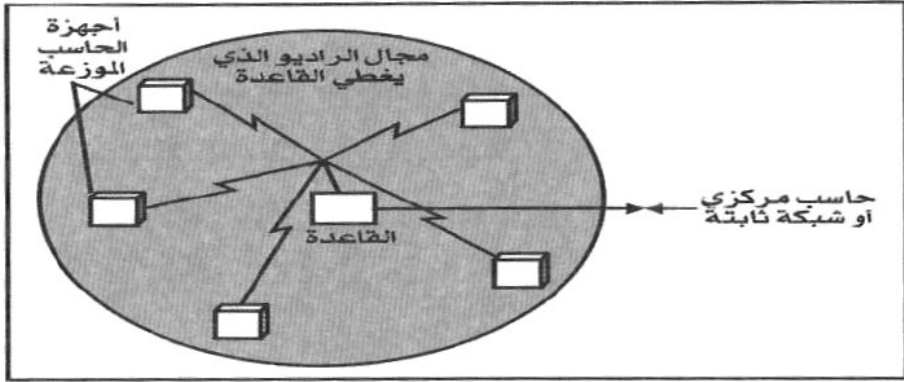 أجهزة
الحاسب
الموزعة
مجال الراديو الذي
يغطي القاعدة
القاعدة
حاسب مركزي
أو شبكة ثابتة